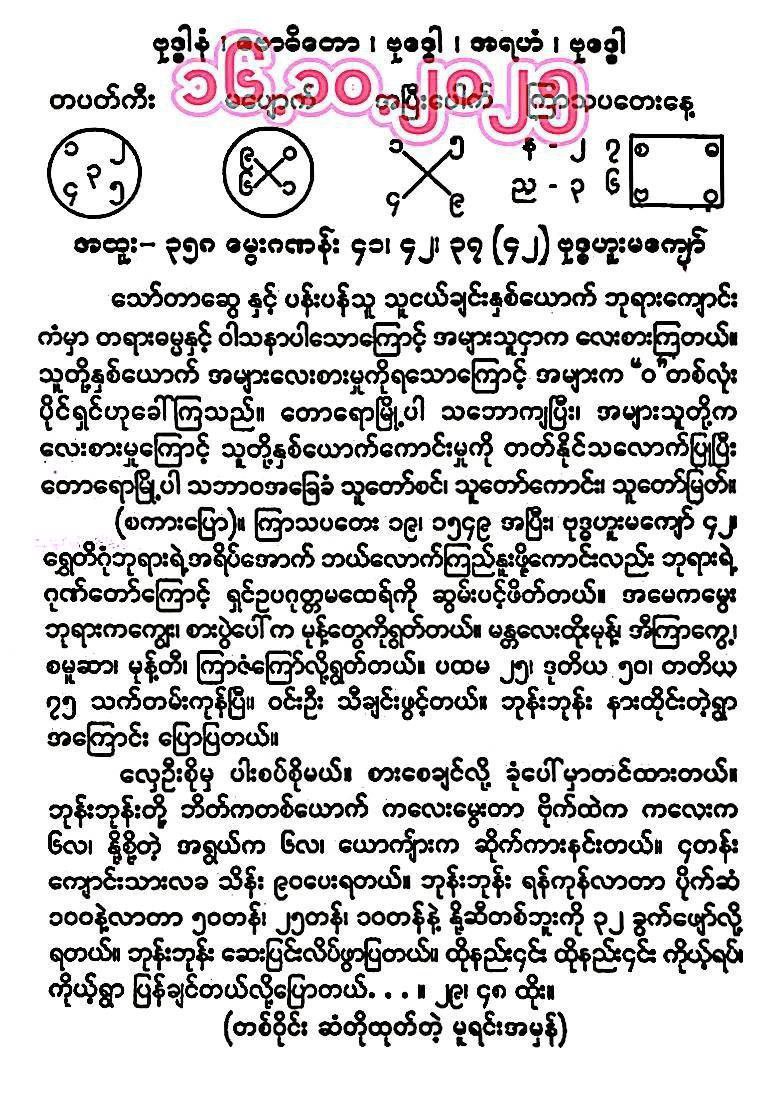 ဗုဒ္ဓါနံ ၊ ဗောဓိတော ၊ ဗုဒ္ဓေါ ၊ အရဟံ ၊ ဗုဒ္ဓေါ
၁၆.၁၀.၂၀၂၅
တပတ်ကီး မပျောက် အပြီးပေါက် ကြာသပတေးနေ့
၁ ၂ ၃ ၄ ၅
၉ ၀ ၆ ၁
၁ ၅ ၄ ၉
န - ၂ ၇
ည - ၃ ၆
စ ဓ ဗ ဝိ
အထူး- ၃၅၈ မွေးဂဏန်း ၄၁၊ ၄၂၊ ၃၇ (၄၂) ဗုဒ္ဓဟူးမကျော်
သော်တာဆွေ နှင့် ပန်းပန်သူ သူငယ်ချင်းနှစ်ယောက် ဘုရားကျောင်း
ကံမှာ တရားဓမ္မနှင့် ဝါသနာပါသောကြောင့် အများသူငှာက လေးစားကြတယ်။
သူတို့နှစ်ယောက် အများလေးစားမှုကိုရသောကြောင့် အများက “ဝ”တစ်လုံး
ပိုင်ရှင်ဟုခေါ်ကြသည်။ တောရောမြို့ပါ သဘောကျပြီး၊ အများသူတို့က
လေးစားမှုကြောင့် သူတို့နှစ်ယောက်ကောင်းမှုကို တတ်နိုင်သလောက်ပြုပြီး
တောရောမြို့ပါ သဘာဝအခြေခံ သူတော်စင်၊ သူတော်ကောင်း၊ သူတော်မြတ်။
(စကားပြော)။ ကြာသပတေး ၁၉၊ ၁၅၄၉ အပြီး၊ ဗုဒ္ဓဟူးမကျော် ၄၂၊
ရွှေတိဂုံဘုရားရဲ့အရိပ်အောက် ဘယ်လောက်ကြည်နူးဖို့ကောင်းလည်း ဘုရားရဲ့
ဂုဏ်တော်ကြောင့် ရှင်ဥပဂုတ္တမထေရ်ကို ဆွမ်းပင့်ဖိတ်တယ်။ အမေကမွေး
ဘုရားကကျွေး၊ စားပွဲပေါ်က မုန့်တွေကိုရွတ်တယ်။ မန္တလေးထိုးမုန့်၊ အီကြာကွေ့၊
စမူဆာ၊ မုန့်တီ၊ ကြာဇံကြော်လို့ရွတ်တယ်။ ပထမ ၂၅၊ ဒုတိယ ၅၀၊ တတိယ
၇၅ သက်တမ်းကုန်ပြီ။ ဝင်းဦး သီချင်းဖွင့်တယ်။ ဘုန်းဘုန်း နားထိုင်းတဲ့ရွာ
အကြောင်း ပြောပြတယ်။
လှေဦးစိုမှ ပါးစပ်စိုမယ်။ စားစေချင်လို့ ခုံပေါ်မှာတင်ထားတယ်။
ဘုန်းဘုန်းတို့ ဘိတ်ကတစ်ယောက် ကလေးမွေးတာ ဗိုက်ထဲက ကလေးက
၆လ၊ နို့စို့တဲ့ အရွယ်က ၆လ၊ ယောကျ်ားက ဆိုက်ကားနင်းတယ်။ ၄တန်း
ကျောင်းသားလခ သိန်း ၉၀ပေးရတယ်။ ဘုန်းဘုန်း ရန်ကုန်လာတာ ပိုက်ဆံ
၁၀၀နဲ့လာတာ ၅၀တန်၊ ၂၅တန်၊ ၁၀တန်နဲ့ နို့ဆီတစ်ဘူးကို ၃၂ ခွက်ဖျော်လို့
ရတယ်။ ဘုန်းဘုန်း ဆေးပြင်းလိပ်ဖွာပြတယ်။ ထိုနည်း၎င်း ထိုနည်း၎င်း ကိုယ့်ရပ်၊
ကိုယ့်ရွာ ပြန်ချင်တယ်လို့ပြောတယ်. . . ။ ၂၉၊ ၄၈ ထိုး။
(တစ်ဝိုင်း ဆံတိုထုတ်တဲ့ မူရင်းအမှန်)